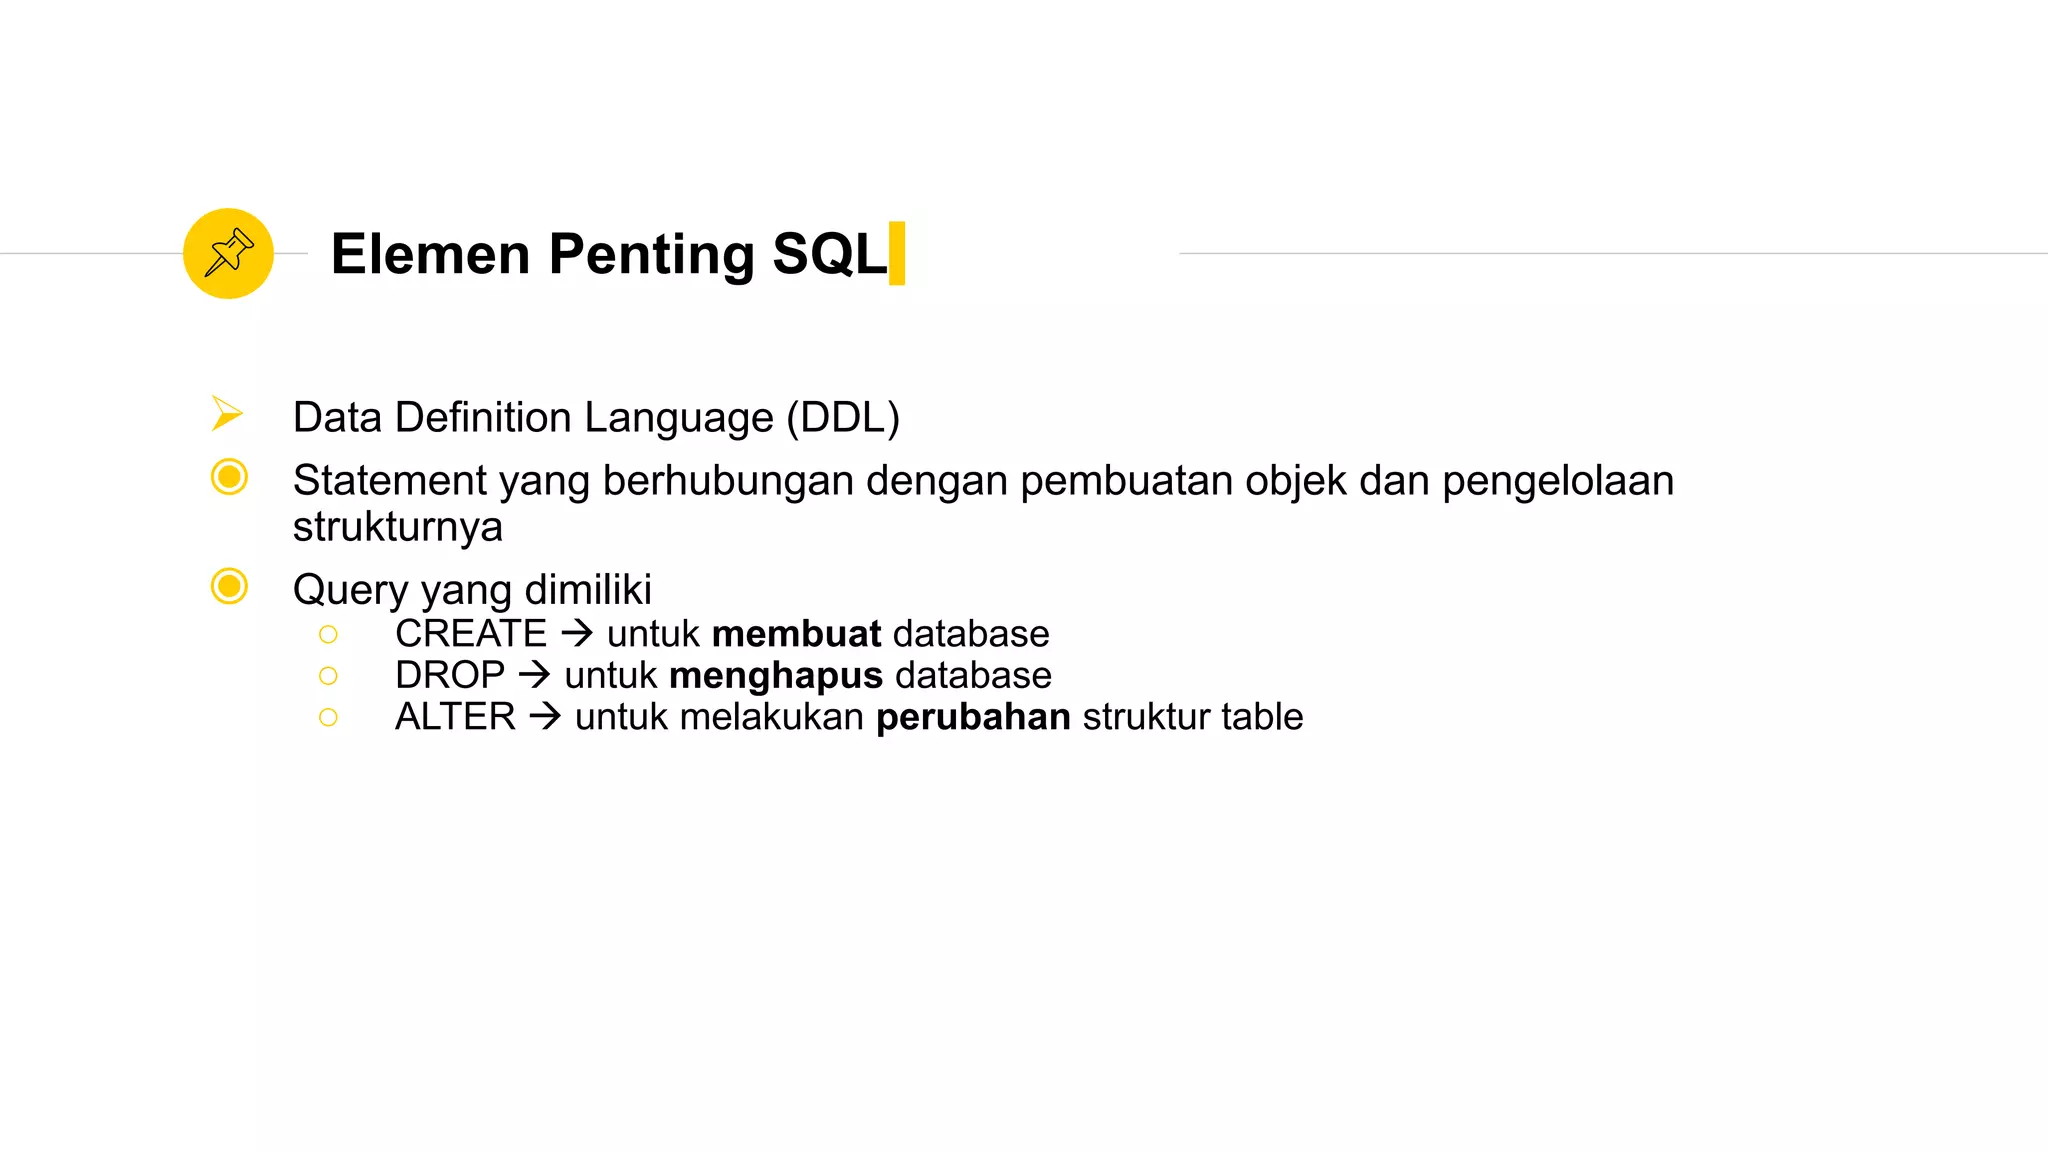 Elemen Penting SQL
Data Definition Language (DDL)
Statement yang berhubungan dengan pembuatan objek dan pengelolaan
strukturnya
Query yang dimiliki
CREATE → untuk membuat database
DROP → untuk menghapus database
ALTER → untuk melakukan perubahan struktur table